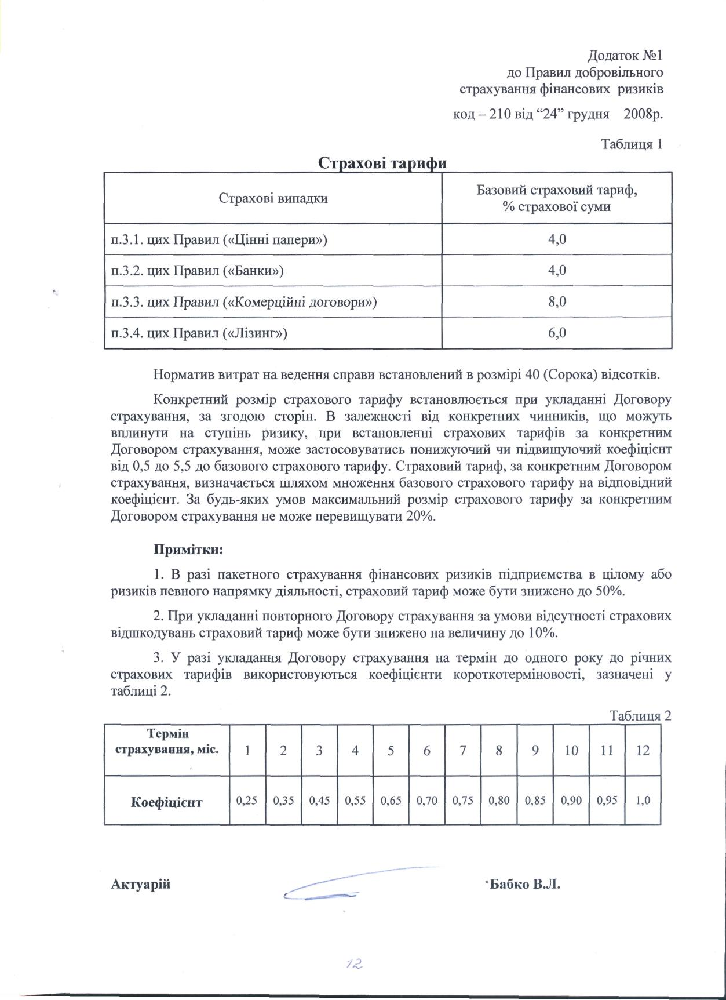 Додаток №1
до Правил добровільного
страхування фінансових ризиків
код – 210 від “24” грудня 2008р.
Таблиця 1
Страхові тарифи
Страхові випадки
Базовий страховий тариф,
% страхової суми
п.3.1. цих Правил («Цінні папери»)
4,0
п.3.2. цих Правил («Банки»)
4,0
п.3.3. цих Правил («Комерційні договори»)
8,0
п.3.4. цих Правил («Лізинг»)
6,0
Норматив витрат на ведення справи встановлений в розмірі 40 (Сорока) відсотків.
Конкретний розмір страхового тарифу встановлюється при укладанні Договору
страхування, за згодою сторін. В залежності від конкретних чинників, що можуть
вплинути на ступінь ризику, при встановленні страхових тарифів за конкретним
Договором страхування, може застосовуватись понижуючий чи підвищуючий коефіцієнт
від 0,5 до 5,5 до базового страхового тарифу. Страховий тариф, за конкретним Договором
страхування, визначається шляхом множення базового страхового тарифу на відповідний
коефіцієнт. За будь-яких умов максимальний розмір страхового тарифу за конкретним
Договором страхування не може перевищувати 20%.
Примітки:
1. В разі пакетного страхування фінансових ризиків підприємства в цілому або
ризиків певного напрямку діяльності, страховий тариф може бути знижено до 50%.
2. При укладанні повторного Договору страхування за умови відсутності страхових
відшкодувань страховий тариф може бути знижено на величину до 10%.
3. У разі укладання Договору страхування на термін до одного року до річних
страхових тарифів використовуються коефіцієнти короткотерміновості, зазначені у
таблиці 2.
Таблиця 2
Термін
страхування, міс.
1 2 3 4 5 6 7 8 9 10 11 12
Коефіцієнт 0,25 0,35 0,45 0,55 0,65 0,70 0,75 0,80 0,85 0,90 0,95 1,0
Актуарій Бабко В.Л.
12